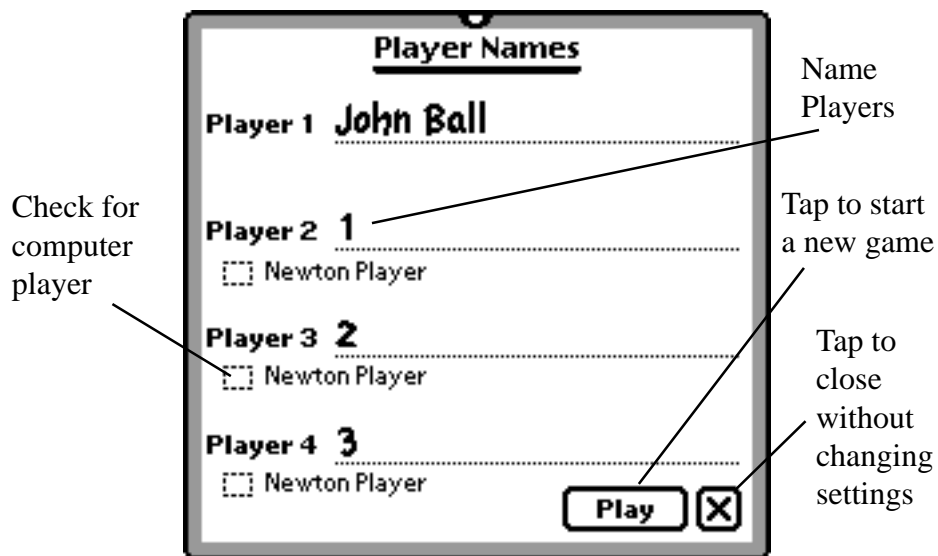 Player Names
Name
Players
Player 1 John Ball
Check for
computer
player
Player 2 1
Newton Player
Tap to start
a new game
Player 3 2
Newton Player
Tap to
close
without
changing
settings
Player 4 3
Newton Player
Play